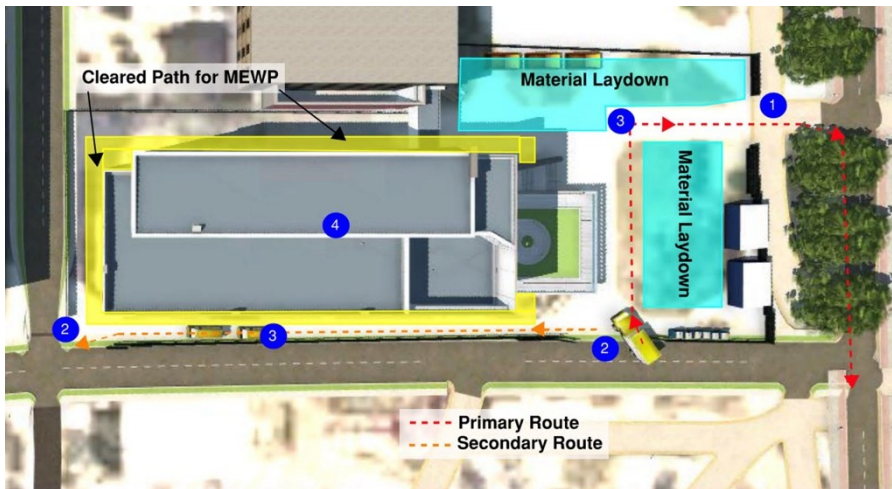 Cleared Path for MEWP
Material Laydown
1
3
Material Laydown
4
2
3
2
Primary Route
Secondary Route